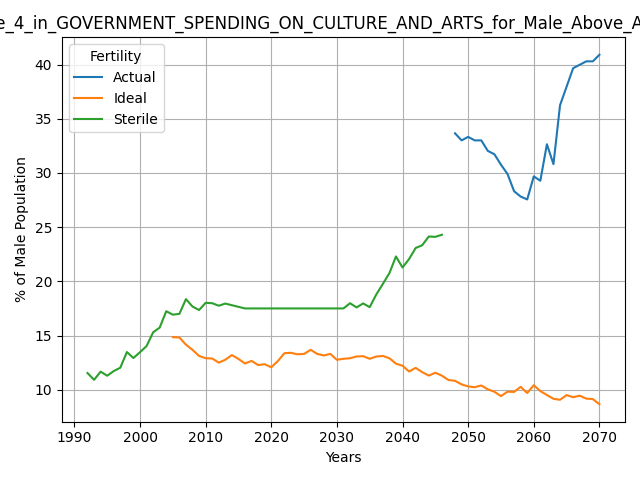 e_4_in_GOVERNMENT_SPENDING_ON_CULTURE_AND_ARTS_for_Male_Above_A
Fertility
Actual
Ideal
Sterile
% of Male Population
40
35
30
25
20
15
10
1990 2000 2010 2020 2030 2040 2050 2060 2070
Years